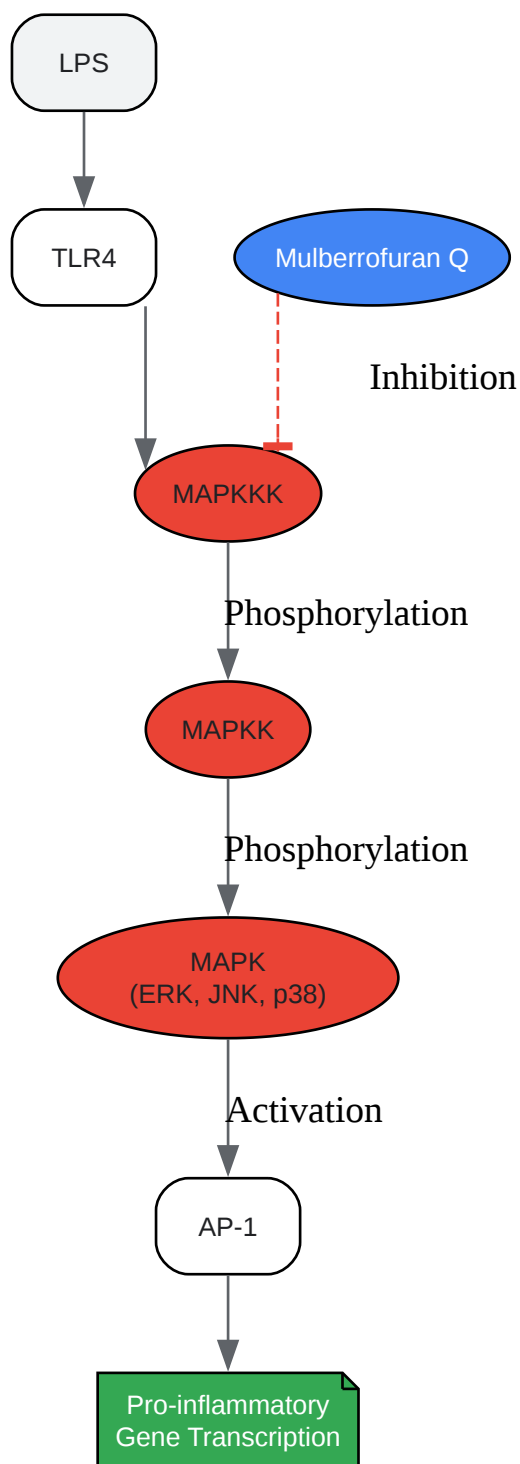 LPS
TLR4
Mulberrofuran Q
Inhibition
MAPKKK
Phosphorylation
MAPKK
Phosphorylation
MAPK
(ERK, JNK, p38)
Activation
AP-1
Pro-inflammatory
Gene Transcription